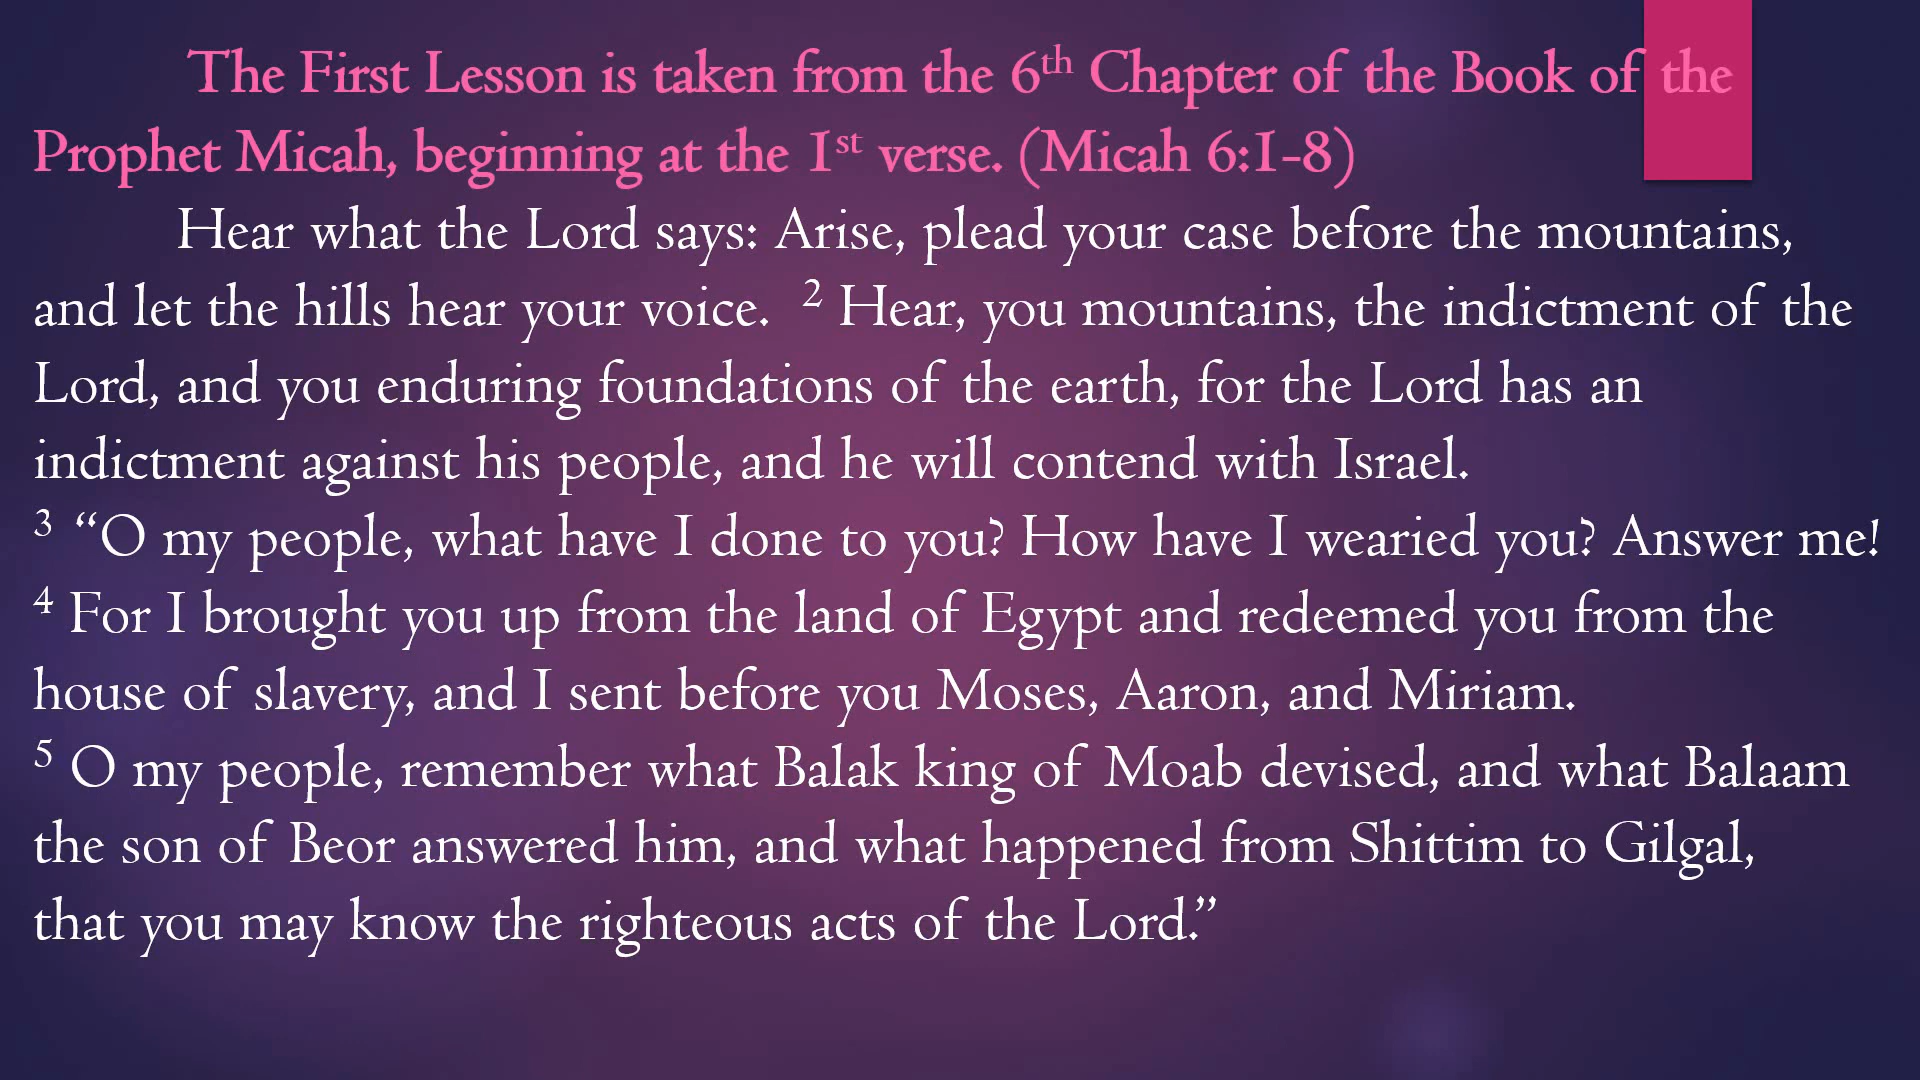 The First Lesson is taken from the 6th Chapter of the Book of the
Prophet Micah, beginning at the 1st verse. (Micah 6:1-8)
Hear what the Lord says: Arise, plead your case before the mountains,
and let the hills hear your voice. 2 Hear, you mountains, the indictment of the
Lord, and you enduring foundations of the earth, for the Lord has an
indictment against his people, and he will contend with Israel.
3 “O my people, what have I done to you? How have I wearied you? Answer me!
4 For I brought you up from the land of Egypt and redeemed you from the
house of slavery, and I sent before you Moses, Aaron, and Miriam.
5 O my people, remember what Balak king of Moab devised, and what Balaam
the son of Beor answered him, and what happened from Shittim to Gilgal,
that you may know the righteous acts of the Lord.”